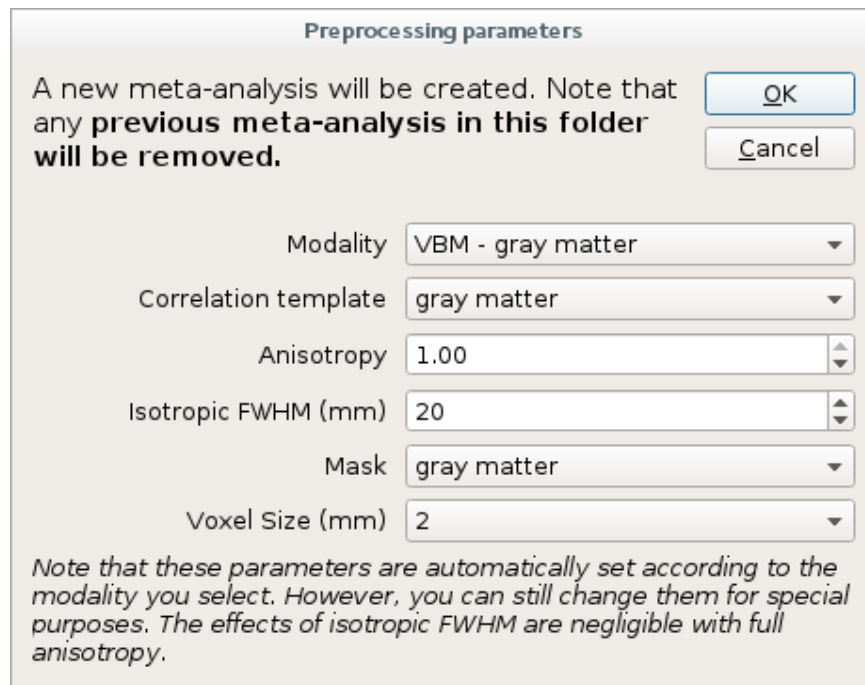 Preprocessing parameters
A new meta-analysis will be created. Note that
any previous meta-analysis in this folder
will be removed.
OK
Cancel
Modality VBM - gray matter
Correlation template gray matter
Anisotropy 1.00
Isotropic FWHM (mm) 20
Mask gray matter
Voxel Size (mm) 2
Note that these parameters are automatically set according to the
modality you select. However, you can still change them for special
purposes. The effects of isotropic FWHM are negligible with full
anisotropy.